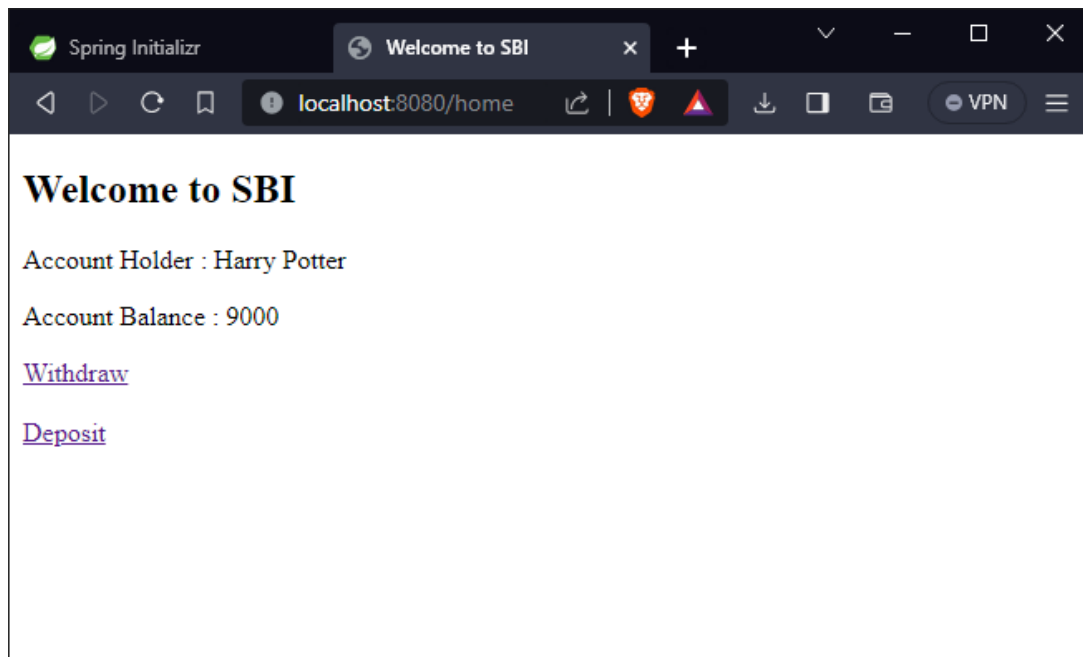 Spring Initializr
Welcome to SBI
localhost:8080/home
VPN
Welcome to SBI
Account Holder : Harry Potter
Account Balance : 9000
Withdraw
Deposit